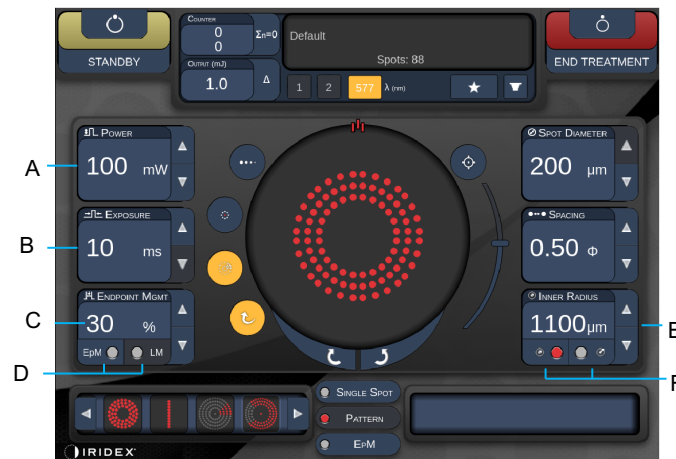 STANDBY
COUNTER
0
0
Σn=0
OUTPUT (mJ)
1.0
Δ
Default
Spots: 88
1 2 577 λ (nm)
END TREATMENT
A
POWER
100 mW
B
EXPOSURE
10 ms
C
ENDPOINT MGMT
30 %
EpM LM
D
SPOT DIAMETER
200 µm
SPACING
0.50 Φ
INNER RADIUS
1100µm
E
F
SINGLE SPOT
PATTERN
EPM
IRIDEX